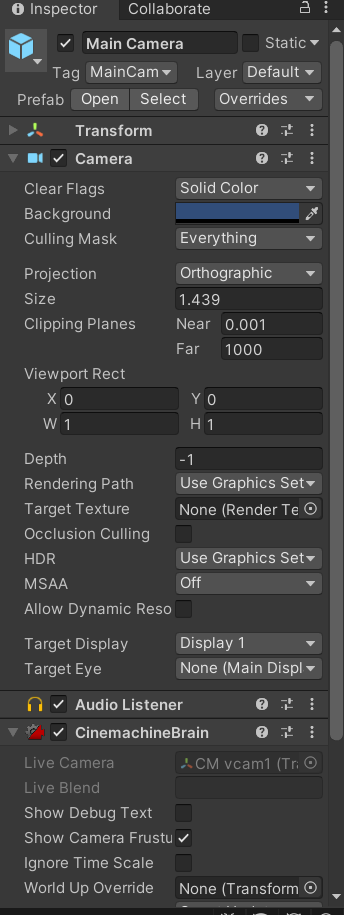 Inspector Collaborate
Main Camera Static
Tag MainCam Layer Default
Prefab Open Select Overrides
Transform
Camera
Clear Flags Solid Color
Background
Culling Mask Everything
Projection Orthographic
Size 1.439
Clipping Planes Near 0.001
Far 1000
Viewport Rect
X 0 Y 0
W 1 H 1
Depth -1
Rendering Path Use Graphics Set
Target Texture None (Render Te
Occlusion Culling
HDR Use Graphics Set
MSAA Off
Allow Dynamic Reso
Target Display Display 1
Target Eye None (Main Displ
Audio Listener
CinemachineBrain
Live Camera CM vcam1 (Tra
Live Blend
Show Debug Text
Show Camera Frustu
Ignore Time Scale
World Up Override None (Transform